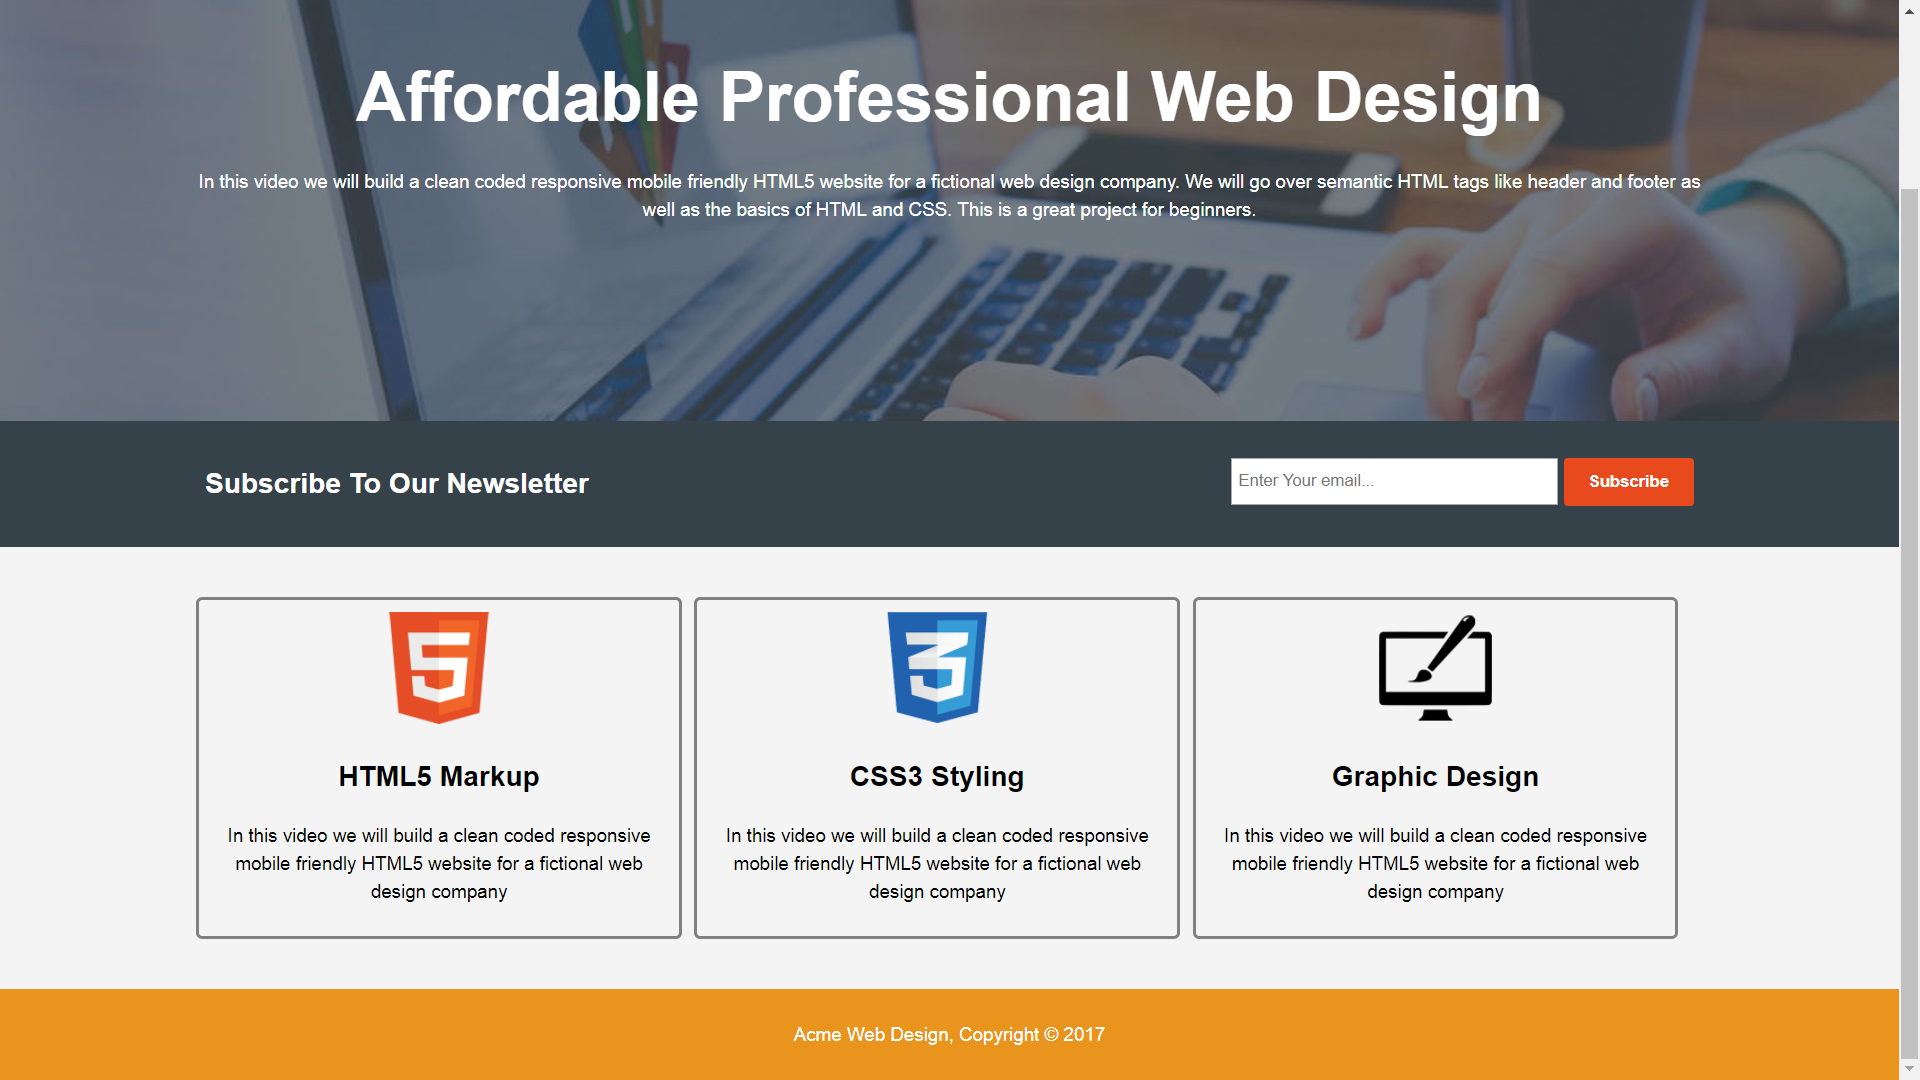 Affordable Professional Web Design
In this video we will build a clean coded responsive mobile friendly HTML5 website for a fictional web design company. We will go over semantic HTML tags like header and footer as
well as the basics of HTML and CSS. This is a great project for beginners.
Subscribe To Our Newsletter
Enter Your email...
Subscribe
5
3
HTML5 Markup
In this video we will build a clean coded responsive
mobile friendly HTML5 website for a fictional web
design company
CSS3 Styling
In this video we will build a clean coded responsive
mobile friendly HTML5 website for a fictional web
design company
Graphic Design
In this video we will build a clean coded responsive
mobile friendly HTML5 website for a fictional web
design company
Acme Web Design, Copyright © 2017